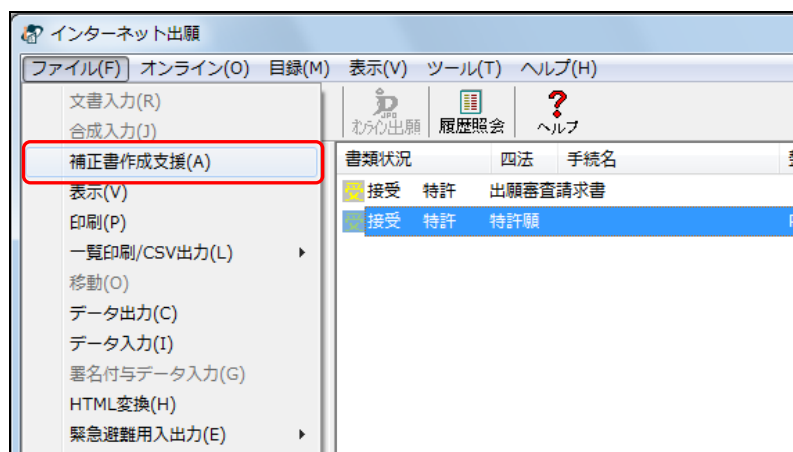 インターネット出願
ファイル(F) オンライン(O) 目録(M) 表示(V) ツール(T) ヘルプ(H)
文書入力(R)
合成入力(J)
補正書作成支援(A)
表示(V)
印刷(P)
一覧印刷/CSV出力(L)
移動(O)
データ出力(C)
データ入力(I)
署名付与データ入力(G)
HTML変換(H)
緊急避難用入出力(E)
JPO
オンライン出願 履歴照会 ヘルプ
書類状況 四法 手続名
受 接受 特許 出願審査請求書
受 接受 特許 特許願